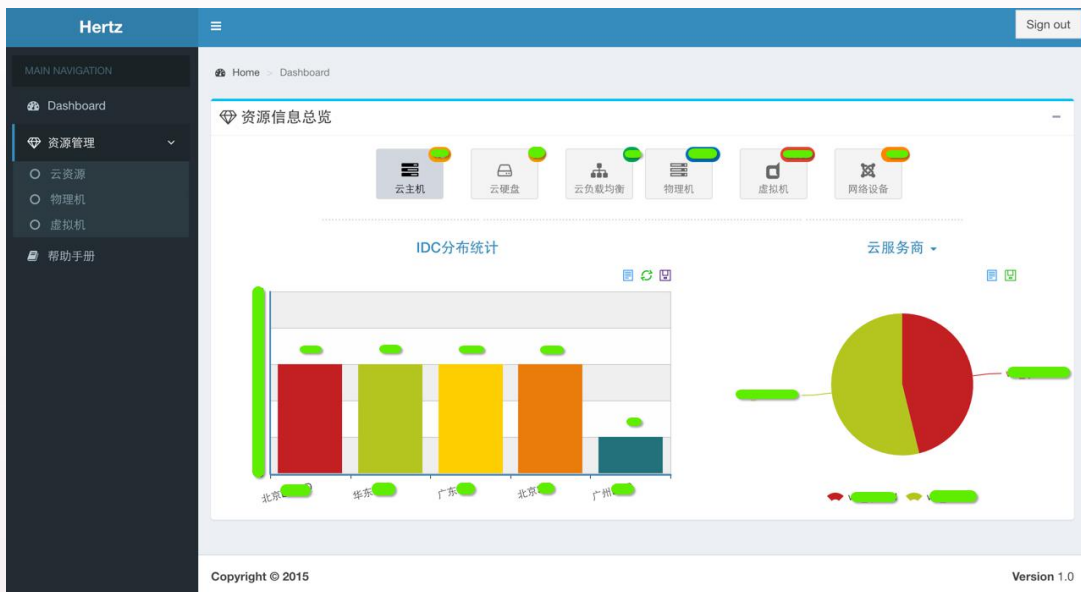 Hertz
Sign out
MAIN NAVIGATION
Home > Dashboard
Dashboard
资源信息总览
资源管理
云资源
物理机
虚拟机
帮助手册
云主机 云硬盘 云负载均衡 物理机 虚拟机 网络设备
IDC分布统计 云服务商
北京 华东 广东 北京 广州
Copyright © 2015 Version 1.0